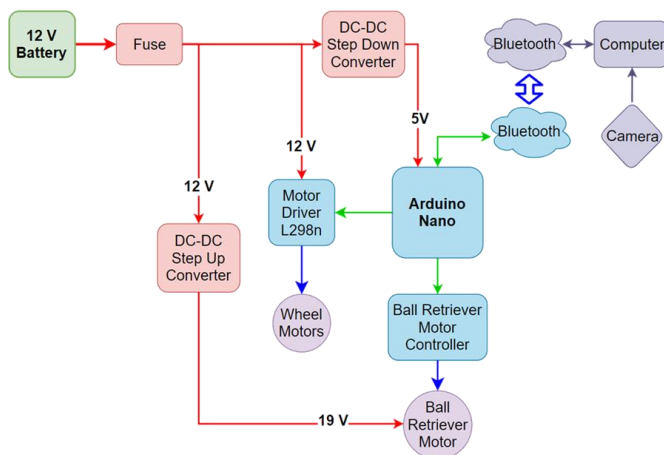 12 V
Battery
Fuse
DC-DC
Step Down
Converter
Bluetooth
Computer
5V
Bluetooth
Camera
12 V
12 V
Motor
Driver
L298n
Arduino
Nano
DC-DC
Step Up
Converter
Wheel
Motors
Ball Retriever
Motor
Controller
19 V
Ball
Retriever
Motor